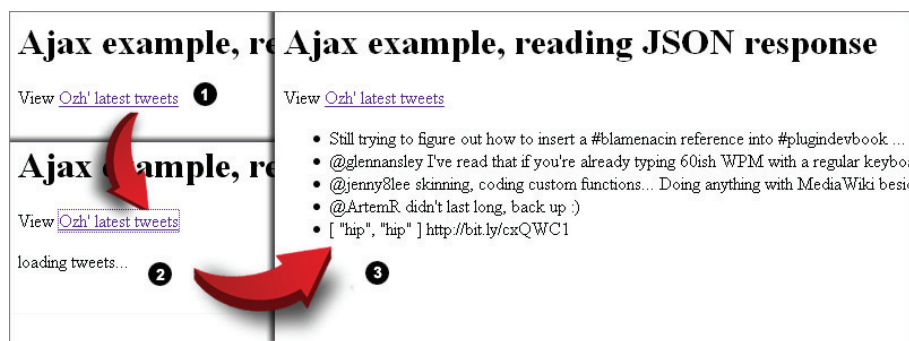 Ajax example, re
View Ozh' latest tweets 1
Ajax example, re
View Ozh' latest tweets
loading tweets...
2
Ajax example, reading JSON response
View Ozh' latest tweets
• Still trying to figure out how to insert a #blamenacin reference into #plugindevbook ...
• @glennansley I've read that if you're already typing 60ish WPM with a regular keyboa
• @jenny8lee skinning, coding custom functions... Doing anything with MediaWiki besid
• @ArtemR didn't last long, back up :)
• [ "hip", "hip" ] http://bit.ly/cxQWC1
3